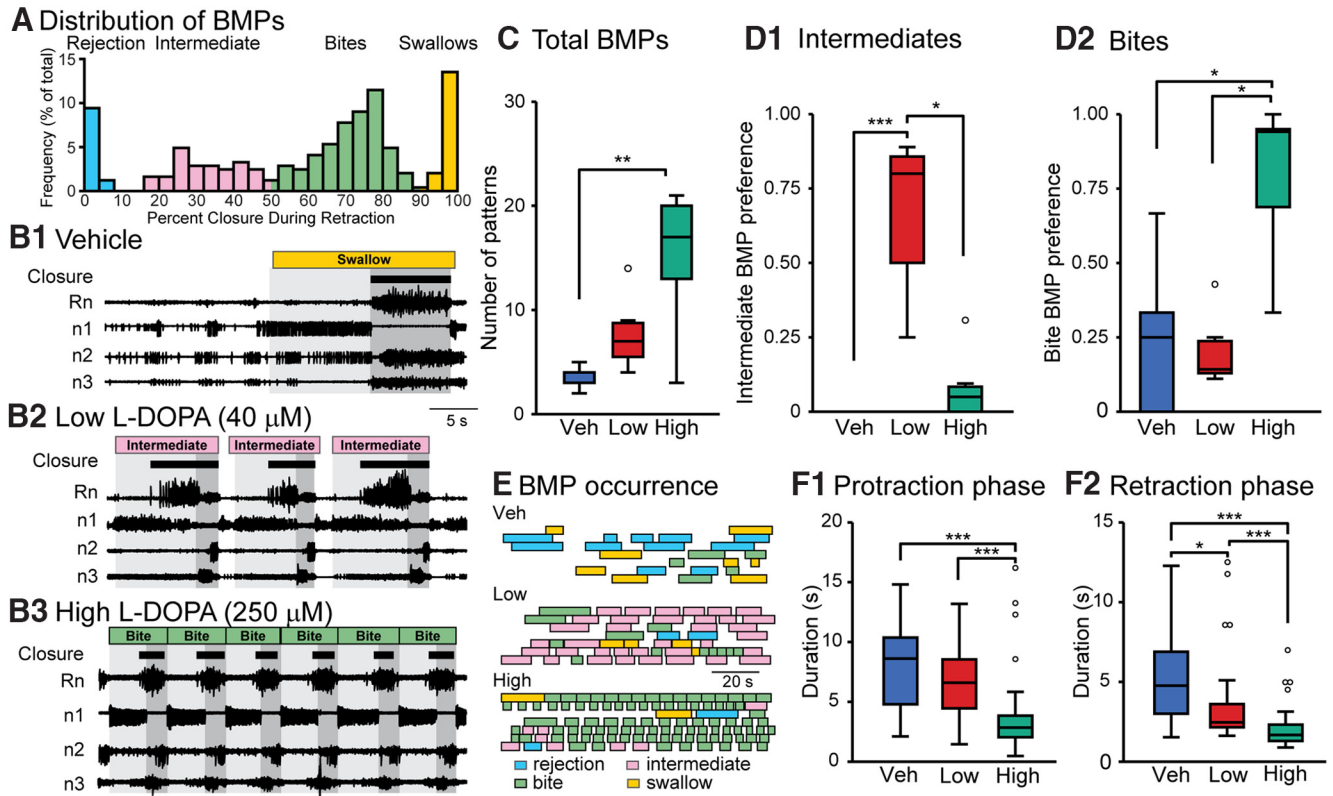 A Distribution of BMPs
Rejection Intermediate Bites Swallows
Frequency (% of total)
15
10
5
0
0 10 20 30 40 50 60 70 80 90 100
Percent Closure During Retraction
B1 Vehicle
Swallow
Closure
Rn
n1
n2
n3
B2 Low L-DOPA (40 μM)
5 s
Intermediate Intermediate Intermediate
Closure
Rn
n1
n2
n3
B3 High L-DOPA (250 μM)
Bite Bite Bite Bite Bite Bite
Closure
Rn
n1
n2
n3
C Total BMPs
Number of patterns
30
20
10
0
**
Veh Low High
D1 Intermediates
Intermediate BMP preference
1.00
0.75
0.50
0.25
0
***
*
Veh Low High
D2 Bites
Bite BMP preference
1.00
0.75
0.50
0.25
0
*
*
Veh Low High
E BMP occurrence
Veh
Low
20 s
High
rejection intermediate
bite swallow
F1 Protraction phase
Duration (s)
20
15
10
5
0
***
***
Veh Low High
F2 Retraction phase
Duration (s)
15
10
5
0
***
* ***
Veh Low High